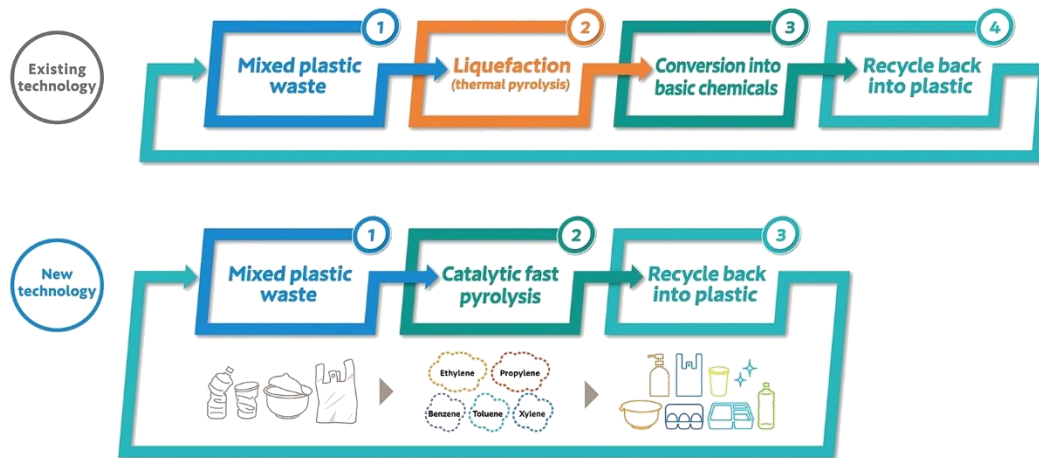 Existing
technology
1
Mixed plastic
waste
2
Liquefaction
(thermal pyrolysis)
3
Conversion into
basic chemicals
4
Recycle back
into plastic
New
technology
1
Mixed plastic
waste
2
Catalytic fast
pyrolysis
3
Recycle back
into plastic
Ethylene
Propylene
Benzene
Toluene
Xylene